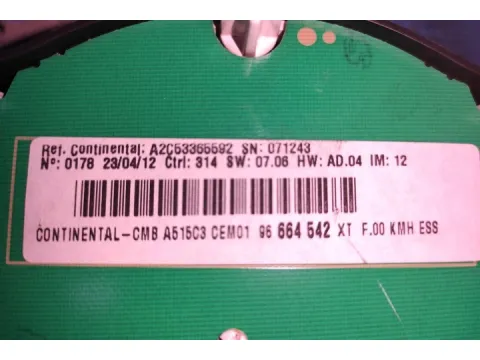 Ref. Continental: A2C53365592 SN: 071243
Nº: 0178 23/04/12 Ctrl: 314 SW: 07.06 HW: AD.04 IM: 12
CONTINENTAL-CMB A515C3 CEM01 96 664 542 XT F.00 KMH ESS